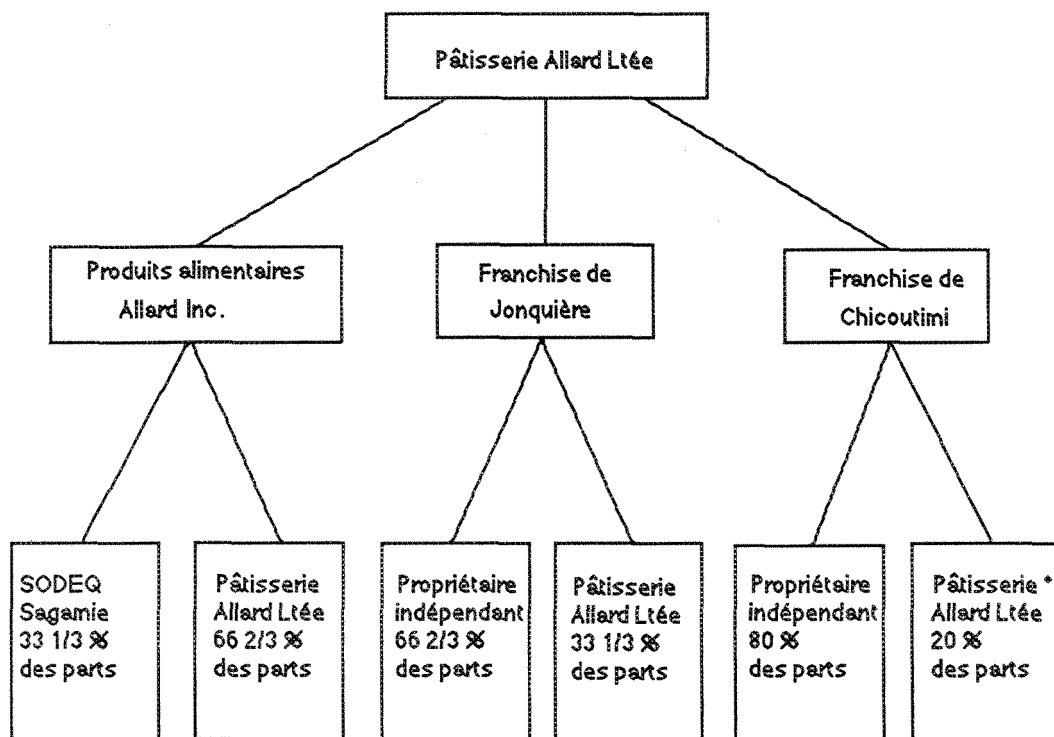 Pâtisserie Allard Ltée
Produits alimentaires
Allard Inc.
Franchise de
Jonquière
Franchise de
Chicoutimi
SODEQ
Sagamie
33 1/3 %
des parts
Pâtisserie
Allard Ltée
66 2/3 %
des parts
Propriétaire
indépendant
66 2/3 %
des parts
Pâtisserie
Allard Ltée
33 1/3 %
des parts
Propriétaire
indépendant
80 %
des parts
Pâtisserie *
Allard Ltée
20 %
des parts